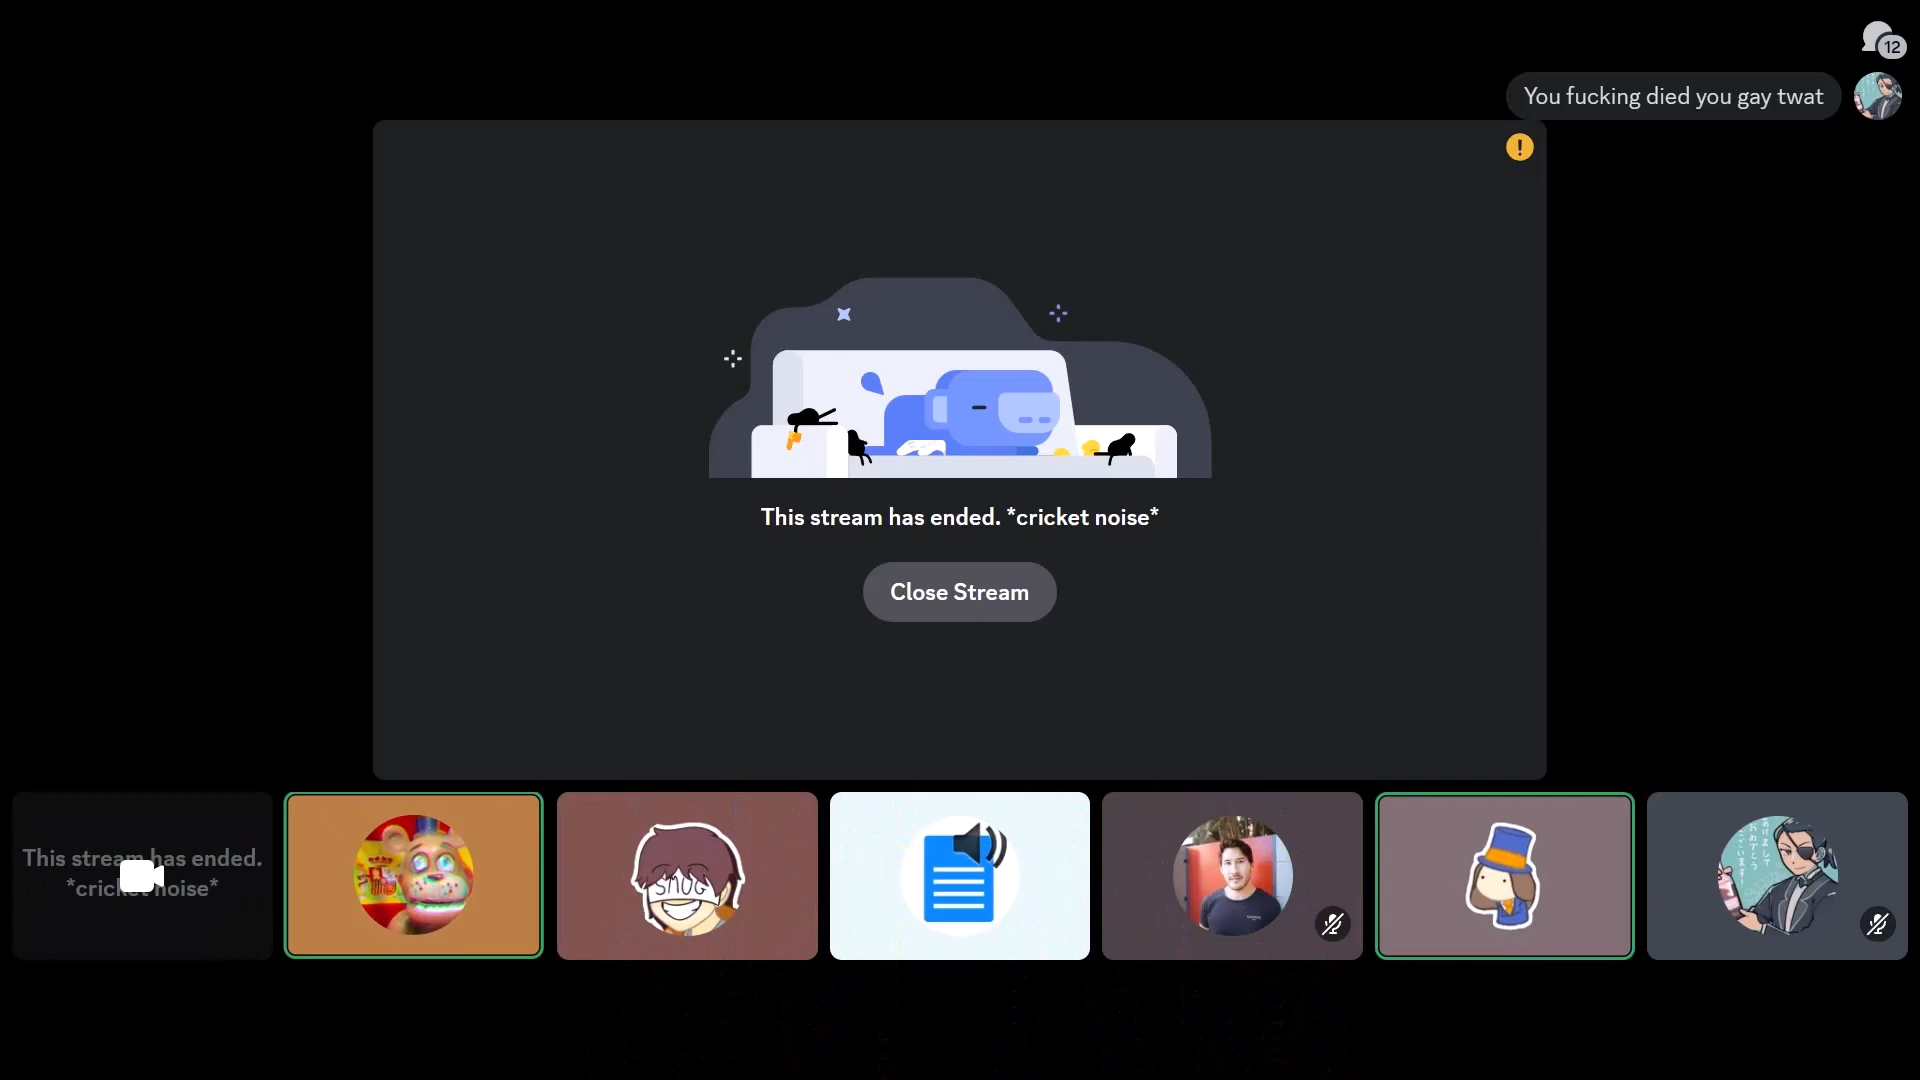 12
You fucking died you gay twat
This stream has ended. *cricket noise*
Close Stream
This stream has ended.
*cricket noise*
SMUG